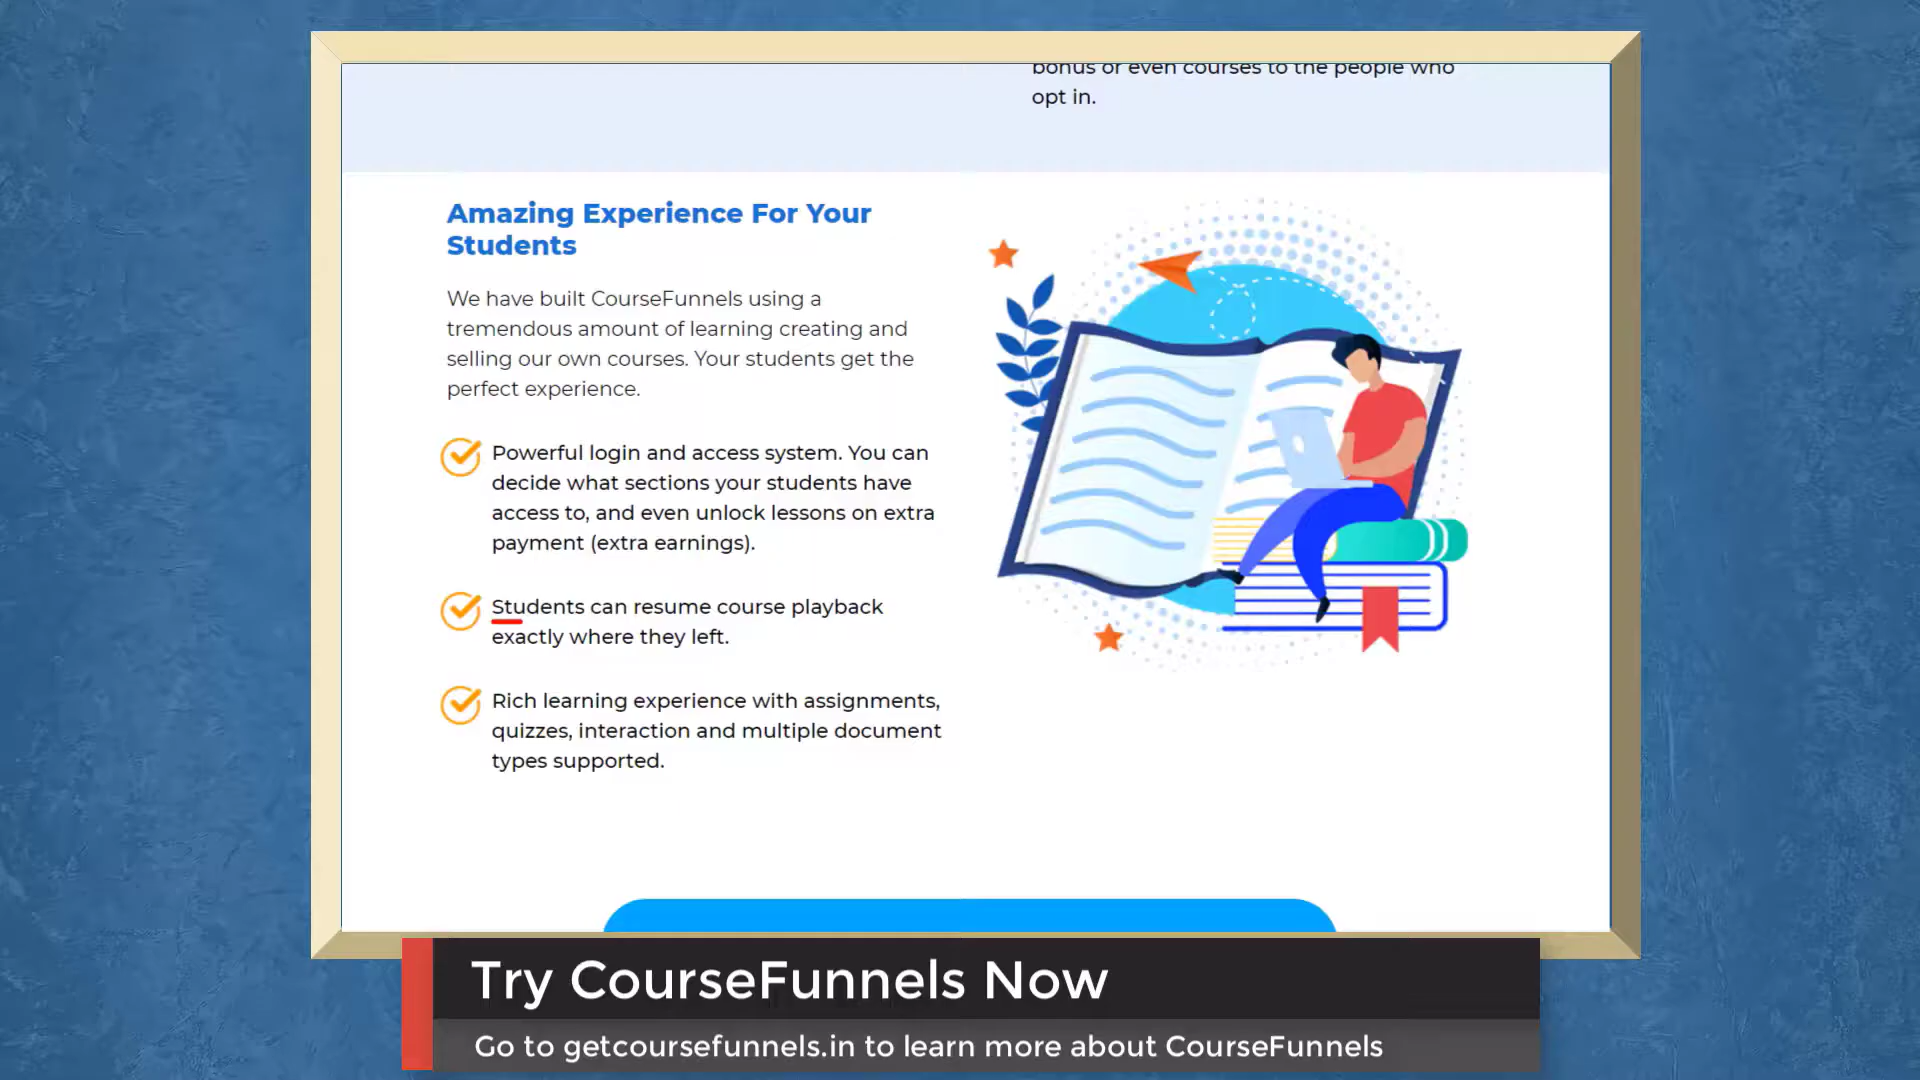 bonus or even courses to the people who
opt in.
Amazing Experience For Your
Students
We have built CourseFunnels using a
tremendous amount of learning creating and
selling our own courses. Your students get the
perfect experience.
Powerful login and access system. You can
decide what sections your students have
access to, and even unlock lessons on extra
payment (extra earnings).
Students can resume course playback
exactly where they left.
Rich learning experience with assignments,
quizzes, interaction and multiple document
types supported.
Try CourseFunnels Now
Go to getcoursefunnels.in to learn more about CourseFunnels